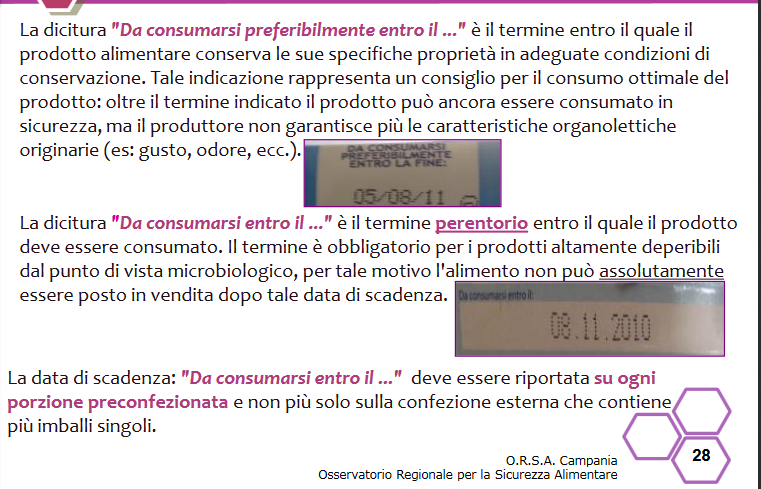 La dicitura "Da consumarsi preferibilmente entro il ..." è il termine entro il quale il
prodotto alimentare conserva le sue specifiche proprietà in adeguate condizioni di
conservazione. Tale indicazione rappresenta un consiglio per il consumo ottimale del
prodotto: oltre il termine indicato il prodotto può ancora essere consumato in
sicurezza, ma il produttore non garantisce più le caratteristiche organolettiche
originarie (es: gusto, odore, ecc.).
DA CONSUMARSI
PREFERIBILMENTE
ENTRO LA FINE:
05/08/11
La dicitura "Da consumarsi entro il ..." è il termine perentorio entro il quale il prodotto
deve essere consumato. Il termine è obbligatorio per i prodotti altamente deperibili
dal punto di vista microbiologico, per tale motivo l'alimento non può assolutamente
essere posto in vendita dopo tale data di scadenza.
Da consumarsi entro il:
08.11.2010
La data di scadenza: "Da consumarsi entro il ..." deve essere riportata su ogni
porzione preconfezionata e non più solo sulla confezione esterna che contiene
più imballi singoli.
O.R.S.A. Campania
Osservatorio Regionale per la Sicurezza Alimentare
28